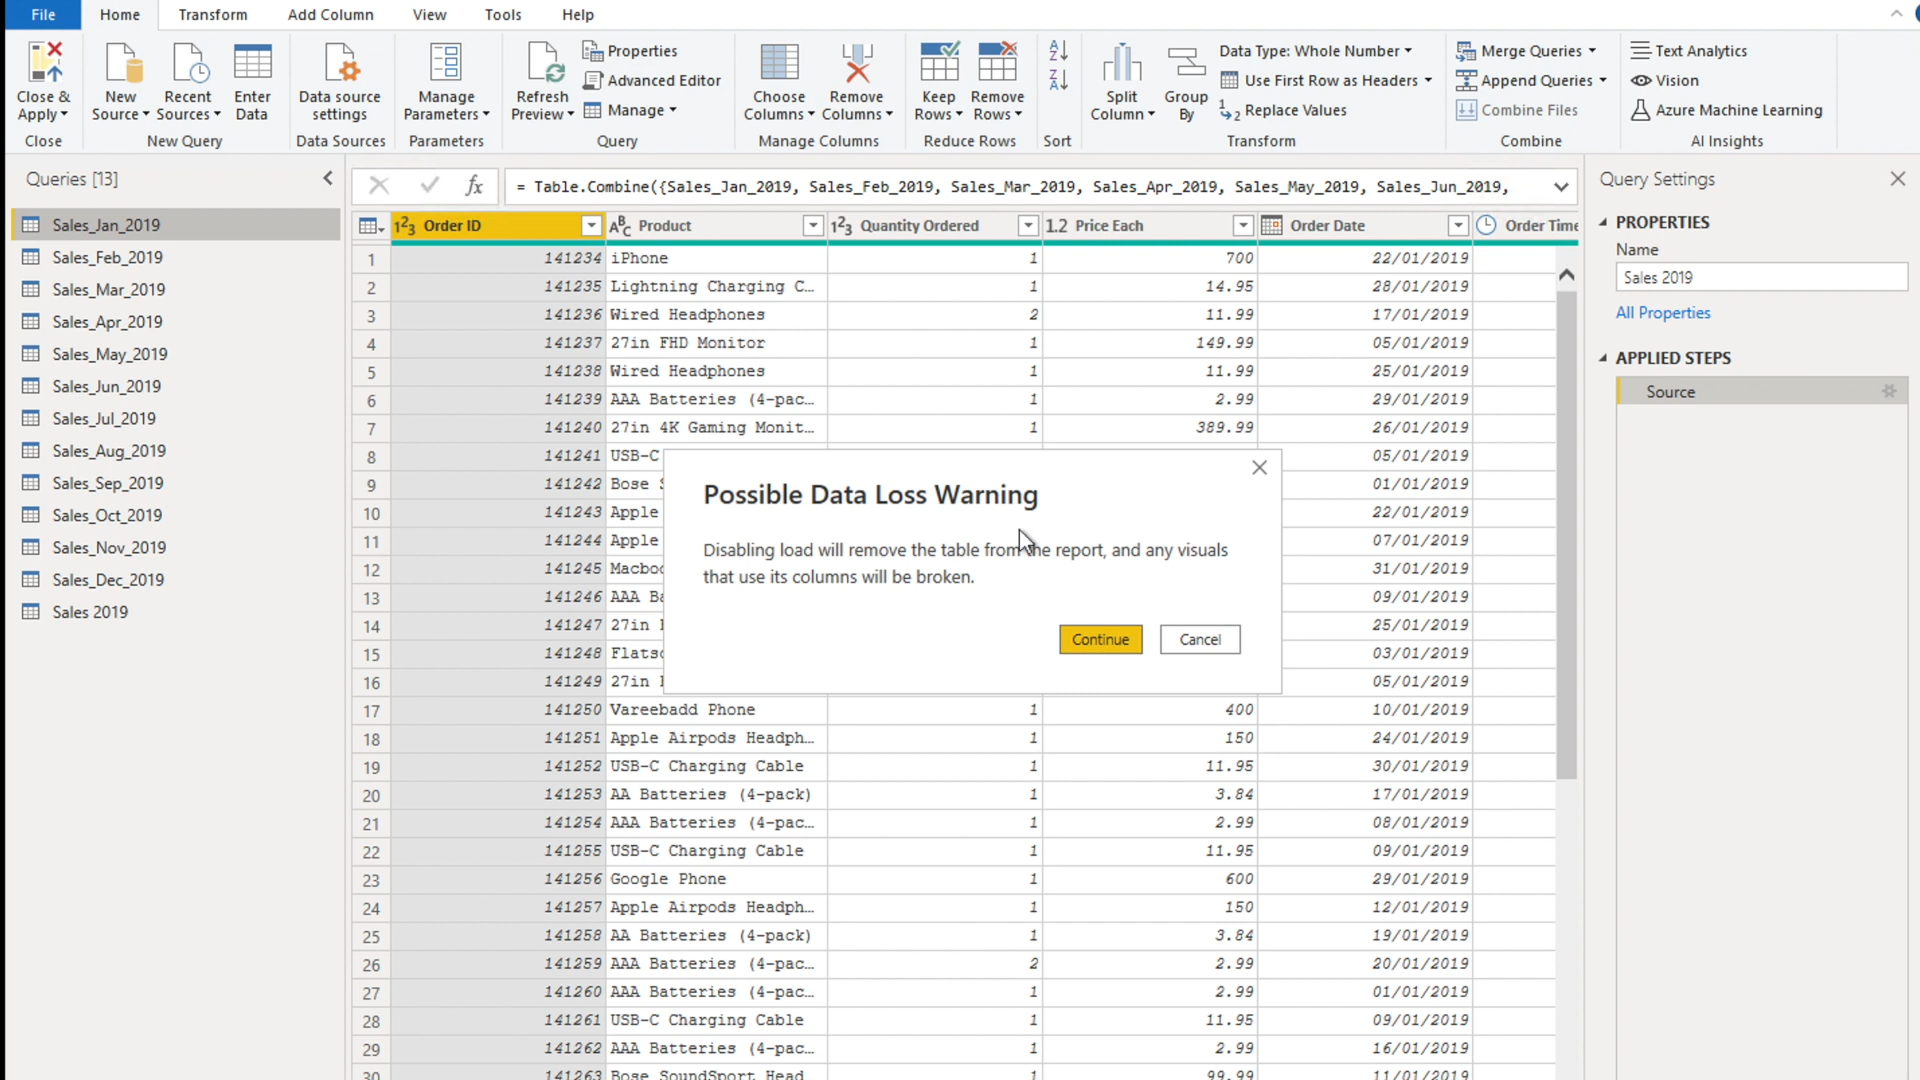 File Home Transform Add Column View Tools Help
Close & Apply
New Source
Recent Sources
Enter Data
Data source settings
Manage Parameters
Refresh Preview
Properties
Advanced Editor
Manage
Choose Columns
Remove Columns
Keep Rows
Remove Rows
Split Column
Group By
Data Type: Whole Number
Use First Row as Headers
Replace Values
Merge Queries
Append Queries
Combine Files
Text Analytics
Vision
Azure Machine Learning
Close New Query Data Sources Parameters Query Manage Columns Reduce Rows Sort Transform Combine AI Insights
Queries [13]
Sales_Jan_2019
Sales_Feb_2019
Sales_Mar_2019
Sales_Apr_2019
Sales_May_2019
Sales_Jun_2019
Sales_Jul_2019
Sales_Aug_2019
Sales_Sep_2019
Sales_Oct_2019
Sales_Nov_2019
Sales_Dec_2019
Sales 2019
fx = Table.Combine({Sales_Jan_2019, Sales_Feb_2019, Sales_Mar_2019, Sales_Apr_2019, Sales_May_2019, Sales_Jun_2019,
Order ID Product Quantity Ordered 1.2 Price Each Order Date Order Time
1 141234 iPhone 1 700 22/01/2019
2 141235 Lightning Charging C... 1 14.95 28/01/2019
3 141236 Wired Headphones 2 11.99 17/01/2019
4 141237 27in FHD Monitor 1 149.99 05/01/2019
5 141238 Wired Headphones 1 11.99 25/01/2019
6 141239 AAA Batteries (4-pac... 1 2.99 29/01/2019
7 141240 27in 4K Gaming Monit... 1 389.99 26/01/2019
8 141241 USB-C 05/01/2019
9 141242 Bose 01/01/2019
10 141243 Apple 22/01/2019
11 141244 Apple 07/01/2019
12 141245 Macbo 31/01/2019
13 141246 AAA 09/01/2019
14 141247 27in 25/01/2019
15 141248 Flats 03/01/2019
16 141249 27in 05/01/2019
17 141250 Vareebadd Phone 1 400 10/01/2019
18 141251 Apple Airpods Headph... 1 150 24/01/2019
19 141252 USB-C Charging Cable 1 11.95 30/01/2019
20 141253 AA Batteries (4-pack) 1 3.84 17/01/2019
21 141254 AAA Batteries (4-pac... 1 2.99 08/01/2019
22 141255 USB-C Charging Cable 1 11.95 09/01/2019
23 141256 Google Phone 1 600 29/01/2019
24 141257 Apple Airpods Headph... 1 150 12/01/2019
25 141258 AA Batteries (4-pack) 1 3.84 19/01/2019
26 141259 AAA Batteries (4-pac... 2 2.99 20/01/2019
27 141260 AAA Batteries (4-pac... 1 2.99 01/01/2019
28 141261 USB-C Charging Cable 1 11.95 09/01/2019
29 141262 AAA Batteries (4-pac... 1 2.99 16/01/2019
30 141263 Bose SoundSport Head 1 99.99 11/01/2019
Possible Data Loss Warning
Disabling load will remove the table from the report, and any visuals
that use its columns will be broken.
Continue Cancel
Query Settings
PROPERTIES
Name
Sales 2019
All Properties
APPLIED STEPS
Source